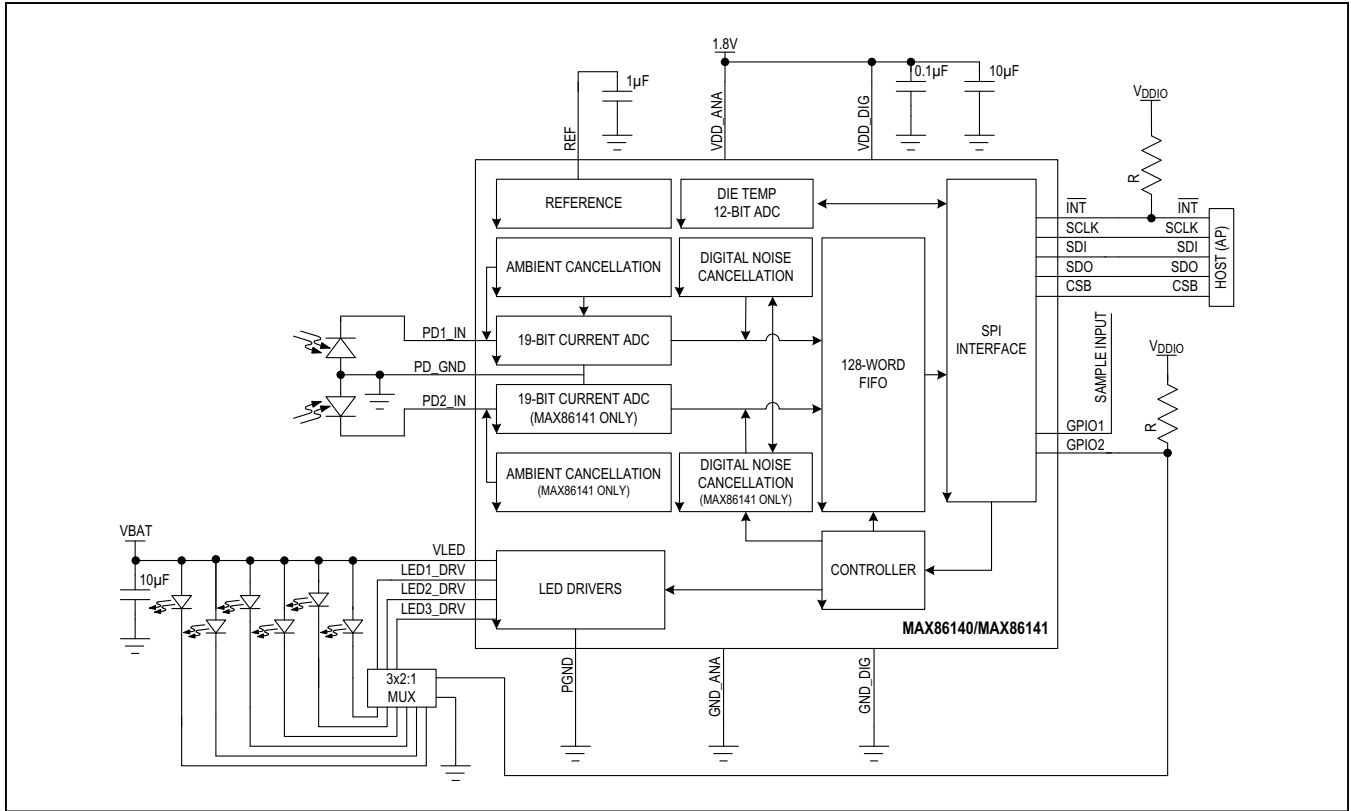 1.8V
1µF
0.1µF
10µF
VDDIO
REF
VDD_ANA
VDD_DIG
R
REFERENCE
DIE TEMP
12-BIT ADC
INT
INT
SCLK
SCLK
SDI
SDI
SDO
SDO
CSB
CSB
HOST (AP)
AMBIENT CANCELLATION
DIGITAL NOISE
CANCELLATION
PD1_IN
19-BIT CURRENT ADC
PD_GND
PD2_IN
19-BIT CURRENT ADC
(MAX86141 ONLY)
128-WORD
FIFO
SPI
INTERFACE
SAMPLE INPUT
VDDIO
R
GPIO1
GPIO2
AMBIENT CANCELLATION
(MAX86141 ONLY)
DIGITAL NOISE
CANCELLATION
(MAX86141 ONLY)
VBAT
10µF
VLED
LED1_DRV
LED2_DRV
LED3_DRV
LED DRIVERS
CONTROLLER
MAX86140/MAX86141
3x2:1
MUX
PGND
GND_ANA
GND_DIG